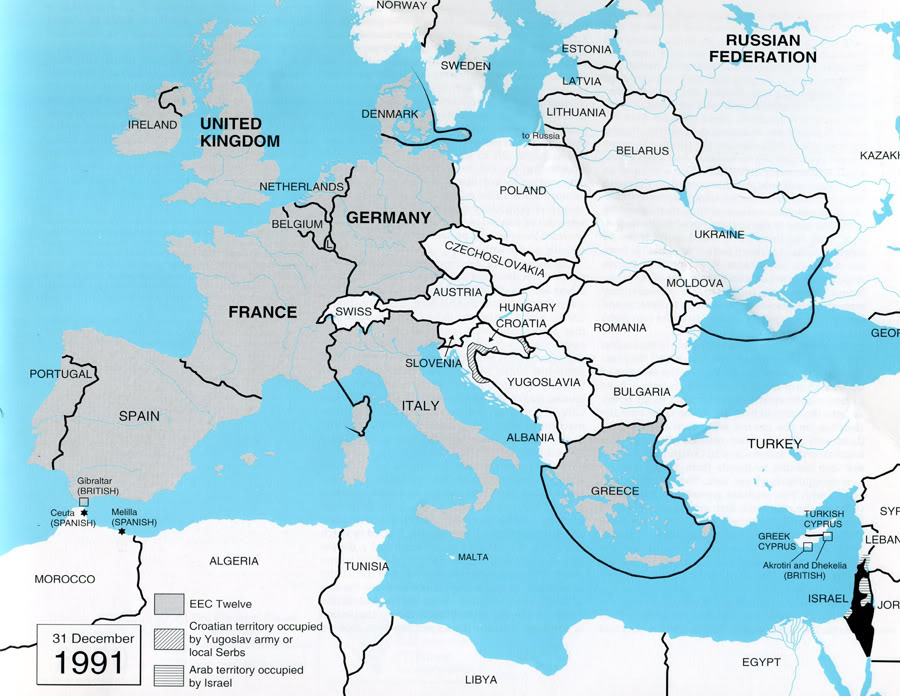 NORWAY
SWEDEN
ESTONIA
LATVIA
LITHUANIA
to Russia
RUSSIAN
FEDERATION
DENMARK
IRELAND
UNITED
KINGDOM
BELARUS
KAZAKH
NETHERLANDS
POLAND
BELGIUM
GERMANY
L
UKRAINE
CZECHOSLOVAKIA
MOLDOVA
AUSTRIA
HUNGARY
FRANCE
SWISS
CROATIA
ROMANIA
GEOR
SLOVENIA
PORTUGAL
YUGOSLAVIA
BULGARIA
SPAIN
ITALY
ALBANIA
TURKEY
GREECE
Gibraltar
(BRITISH)
Ceuta
(SPANISH)
Melilla
(SPANISH)
TURKISH
CYPRUS
GREEK
CYPRUS
SYR
LEBAN
Akrotiri and Dhekelia
(BRITISH)
MALTA
MOROCCO
ALGERIA
TUNISIA
ISRAEL
JOR
EEC Twelve
Croatian territory occupied
by Yugoslav army or
local Serbs
Arab territory occupied
by Israel
31 December
1991
LIBYA
EGYPT